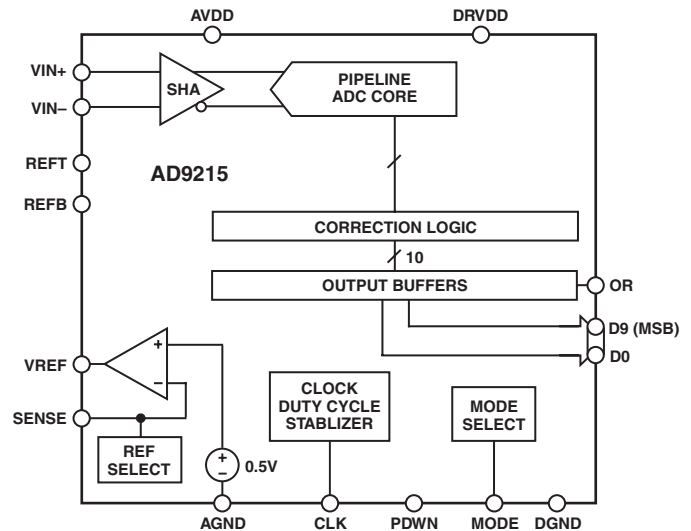 AVDD
DRVDD
VIN+
VIN–
SHA
PIPELINE
ADC CORE
REFT
AD9215
REFB
CORRECTION LOGIC
10
OUTPUT BUFFERS
OR
D9 (MSB)
D0
VREF
+
–
SENSE
CLOCK
DUTY CYCLE
STABLIZER
MODE
SELECT
REF
SELECT
+
–
0.5V
AGND
CLK
PDWN
MODE
DGND